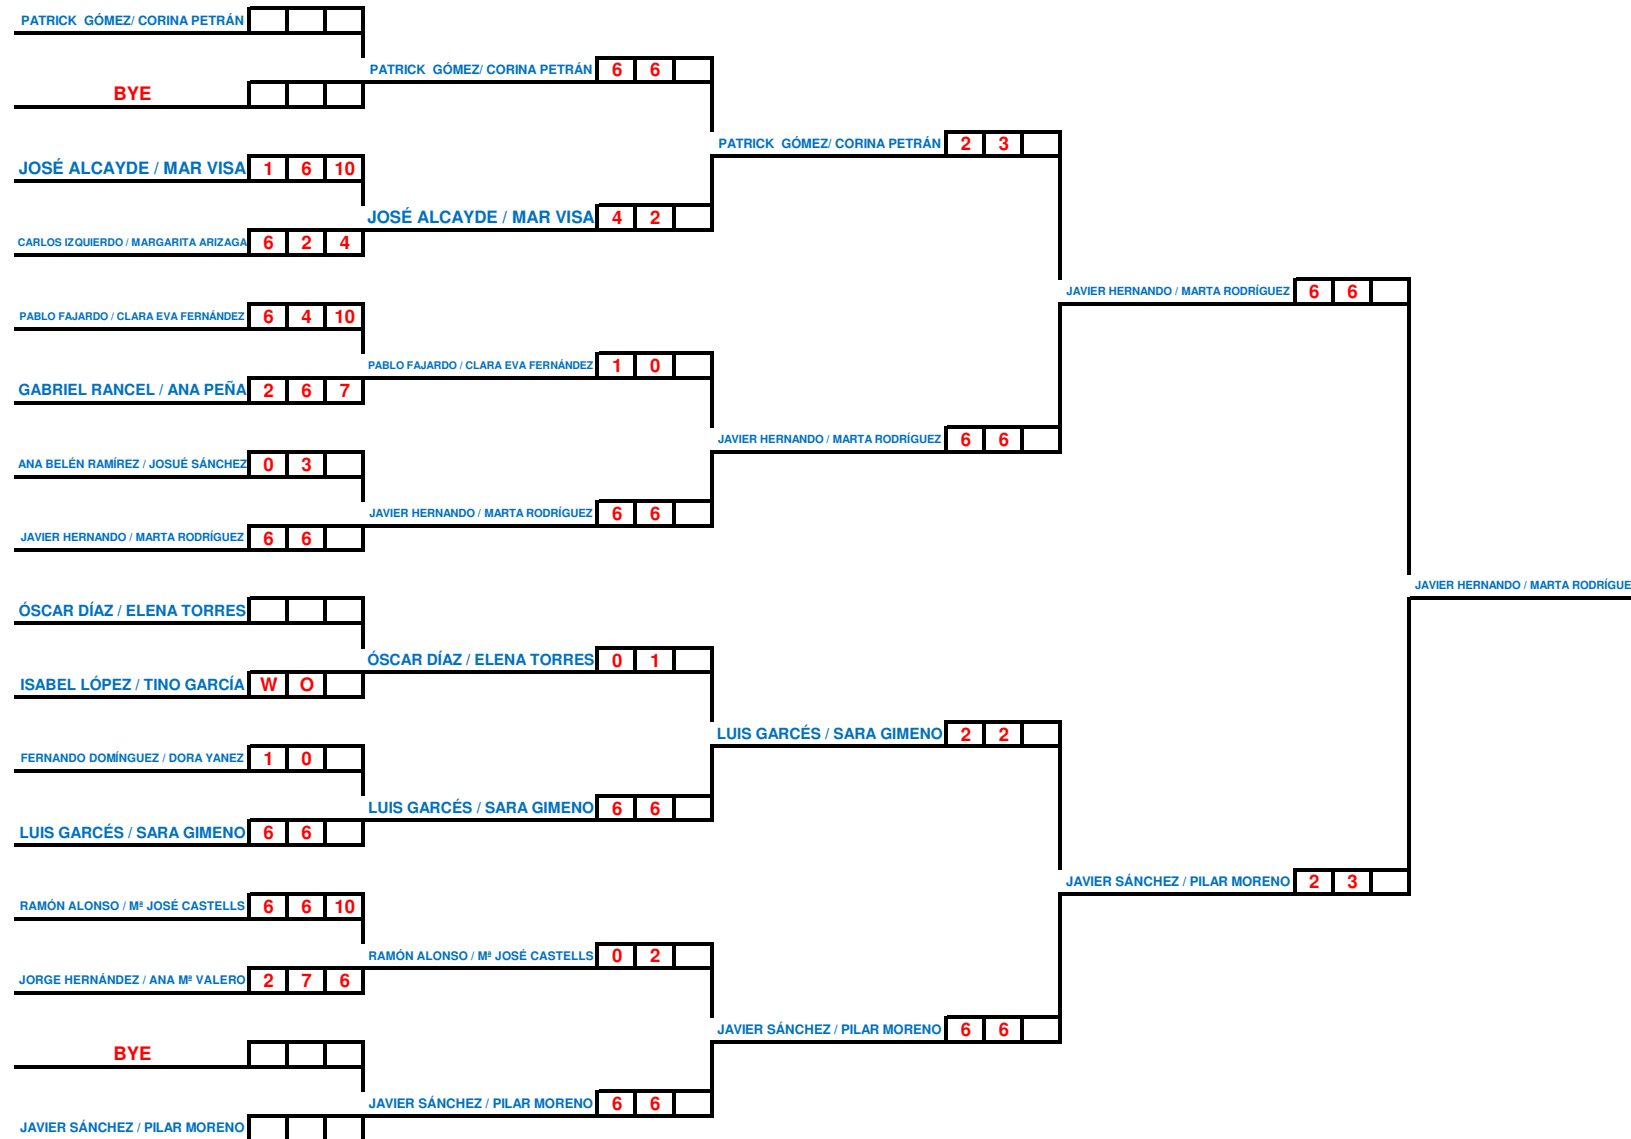 PATRICK GÓMEZ/ CORINA PETRÁN
PATRICK GÓMEZ/ CORINA PETRÁN 6 6
BYE
PATRICK GÓMEZ/ CORINA PETRÁN 2 3
JOSÉ ALCAYDE / MAR VISA 1 6 10
JOSÉ ALCAYDE / MAR VISA 4 2
CARLOS IZQUIERDO / MARGARITA ARIZAGA 6 2 4
JAVIER HERNANDO / MARTA RODRÍGUEZ 6 6
PABLO FAJARDO / CLARA EVA FERNÁNDEZ 6 4 10
PABLO FAJARDO / CLARA EVA FERNÁNDEZ 1 0
GABRIEL RANCEL / ANA PEÑA 2 6 7
JAVIER HERNANDO / MARTA RODRÍGUEZ 6 6
ANA BELÉN RAMÍREZ / JOSUÉ SÁNCHEZ 0 3
JAVIER HERNANDO / MARTA RODRÍGUEZ 6 6
JAVIER HERNANDO / MARTA RODRÍGUEZ 6 6
JAVIER HERNANDO / MARTA RODRÍGUE
ÓSCAR DÍAZ / ELENA TORRES
ÓSCAR DÍAZ / ELENA TORRES 0 1
ISABEL LÓPEZ / TINO GARCÍA W O
LUIS GARCÉS / SARA GIMENO 2 2
FERNANDO DOMÍNGUEZ / DORA YANEZ 1 0
LUIS GARCÉS / SARA GIMENO 6 6
LUIS GARCÉS / SARA GIMENO 6 6
JAVIER SÁNCHEZ / PILAR MORENO 2 3
RAMÓN ALONSO / Mª JOSÉ CASTELLS 6 6 10
RAMÓN ALONSO / Mª JOSÉ CASTELLS 0 2
JORGE HERNÁNDEZ / ANA Mª VALERO 2 7 6
JAVIER SÁNCHEZ / PILAR MORENO 6 6
BYE
JAVIER SÁNCHEZ / PILAR MORENO 6 6
JAVIER SÁNCHEZ / PILAR MORENO